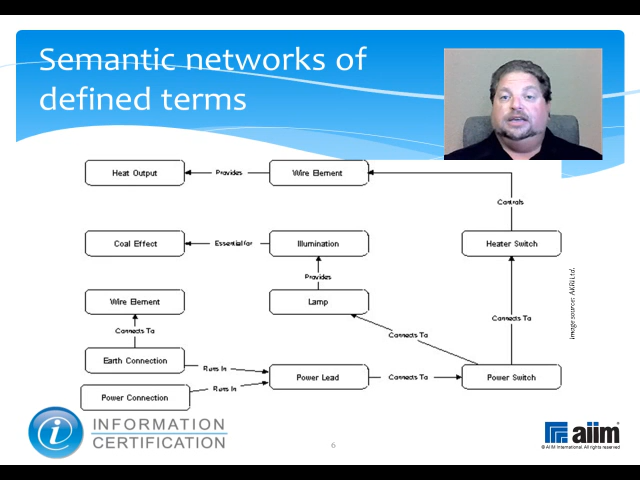 Semantic networks of
defined terms
Heat Output
Provides
Wire Element
Controls
Coal Effect
Essential for
Illumination
Heater Switch
Provides
Wire Element
Lamp
Connects To
Connects To
Connects To
Earth Connection
Runs In
Power Lead
Connects To
Power Switch
Power Connection
Runs In
image source: AKRI Ltd.
i
INFORMATION
CERTIFICATION
6
aiim
© AIIM International. All rights reserved